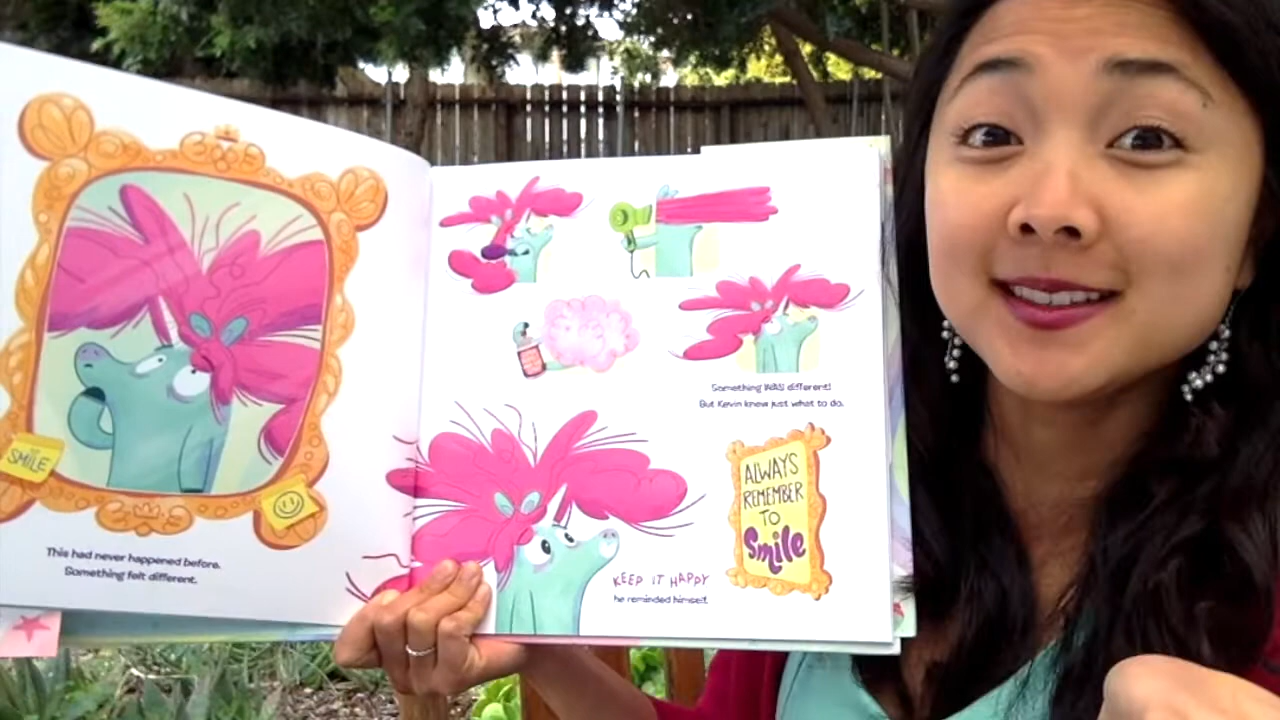 SMILE
This had never happened before.
Something felt different.
Something WAS different!
But Kevin knew just what to do.
KEEP IT HAPPY
he reminded himself.
ALWAYS
REMEMBER
TO
Smile